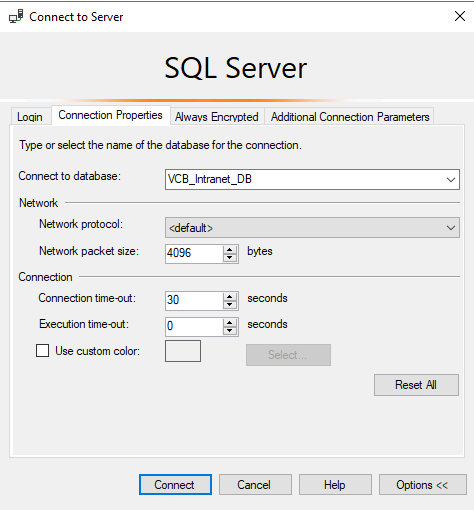 Connect to Server
SQL Server
Login Connection Properties Always Encrypted Additional Connection Parameters
Type or select the name of the database for the connection.
Connect to database: VCB_Intranet_DB
Network
Network protocol: <default>
Network packet size: 4096 bytes
Connection
Connection time-out: 30 seconds
Execution time-out: 0 seconds
Use custom color: Select...
Reset All
Connect Cancel Help Options <<